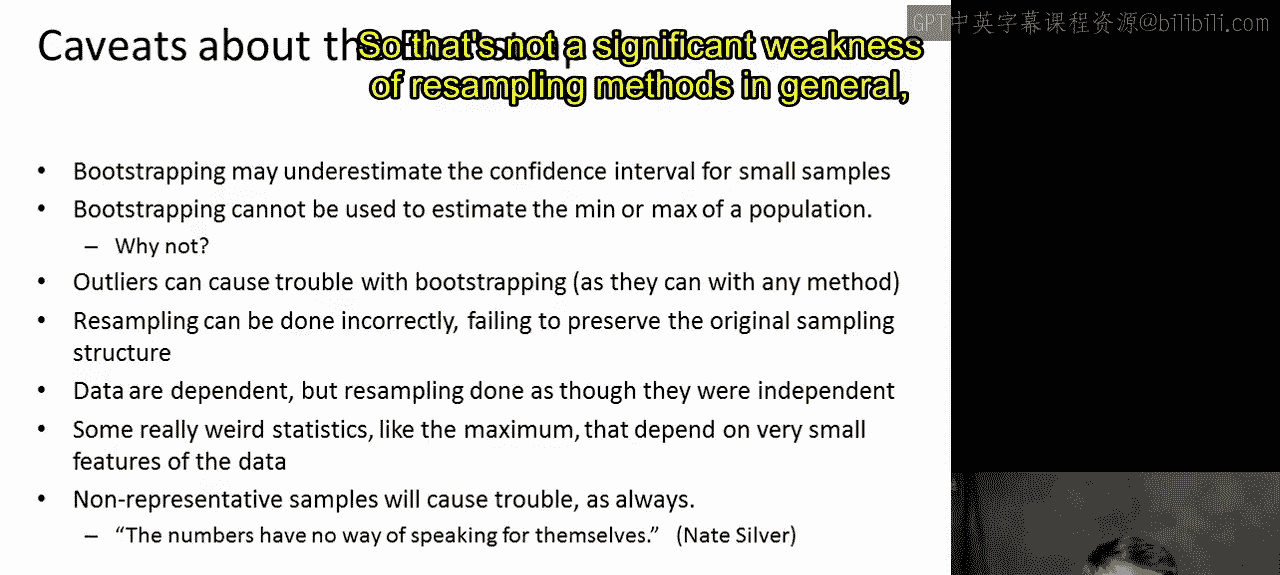 GPT中英字幕课程资源@bilibili.com
Caveats about th
So that's not a significant weakness
of resampling methods in general,
• Bootstrapping may underestimate the confidence interval for small samples
• Bootstrapping cannot be used to estimate the min or max of a population.
– Why not?
• Outliers can cause trouble with bootstrapping (as they can with any method)
• Resampling can be done incorrectly, failing to preserve the original sampling
structure
• Data are dependent, but resampling done as though they were independent
• Some really weird statistics, like the maximum, that depend on very small
features of the data
• Non-representative samples will cause trouble, as always.
– “The numbers have no way of speaking for themselves.” (Nate Silver)